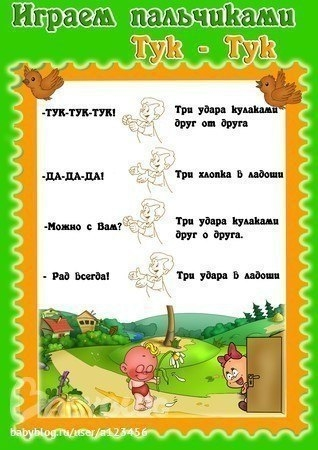 Играем пальчиками
Тук - Тук
-ТУК-ТУК-ТУК!
Три удара кулаками
друг от друга
-ДА-ДА-ДА!
Три хлопка в ладоши
-Можно с Вам?
Три удара кулаками
друг о друга.
- Рад всегда!
Три удара в ладоши
babyblog.ru/user/a123456